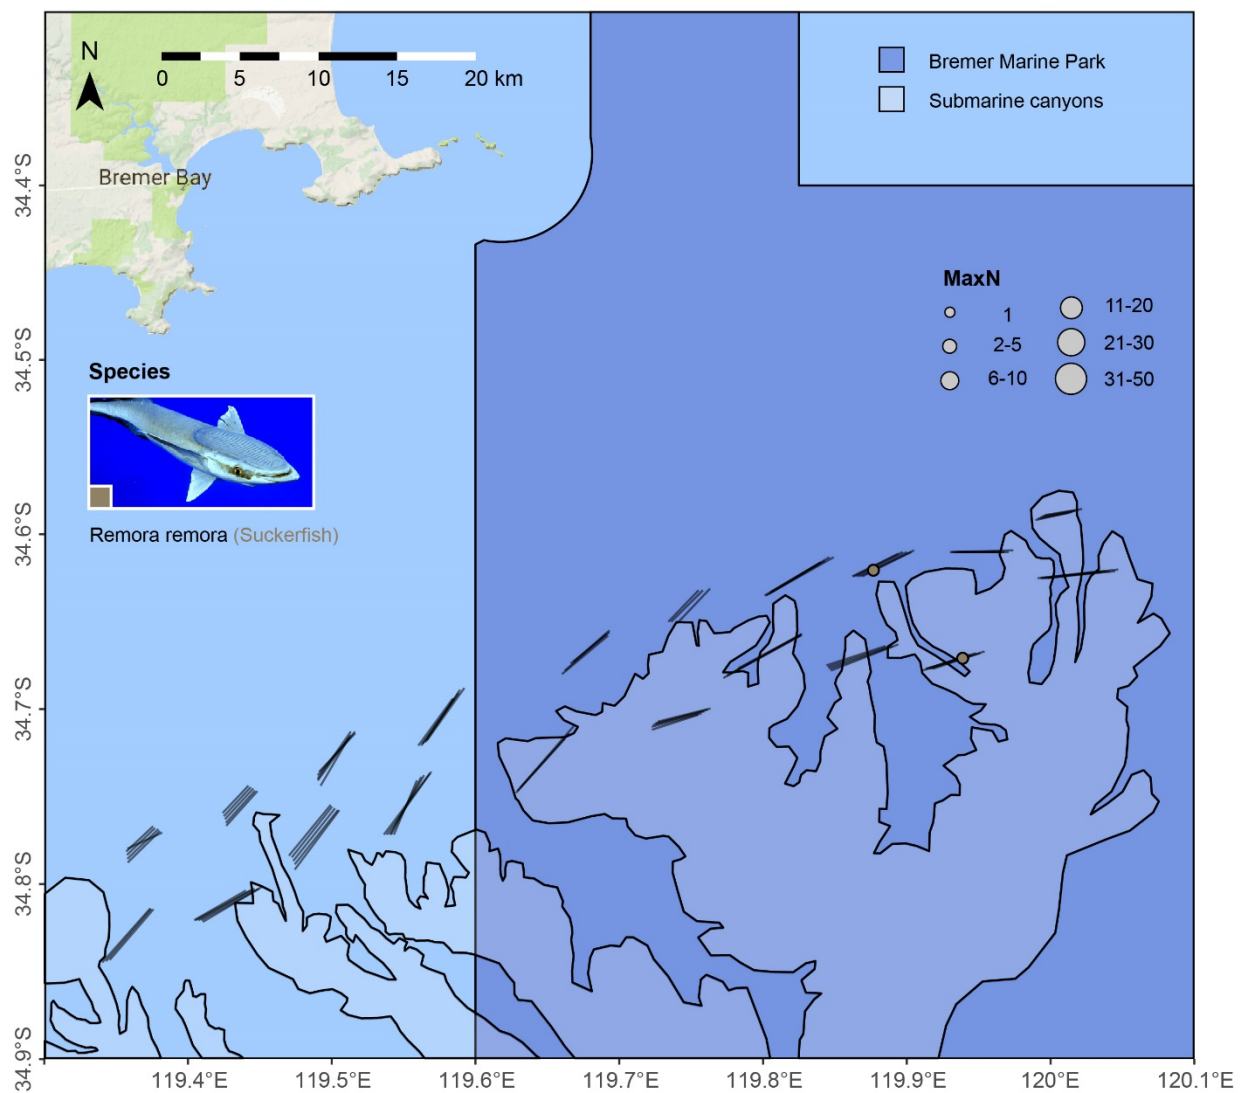 N
0 5 10 15 20 km
Bremer Marine Park
Submarine canyons
Bremer Bay
34.4°S
MaxN
1 11-20
2-5 21-30
6-10 31-50
34.5°S
Species
Remora remora (Suckerfish)
34.6°S
34.7°S
34.8°S
34.9°S
119.4°E 119.5°E 119.6°E 119.7°E 119.8°E 119.9°E 120°E 120.1°E